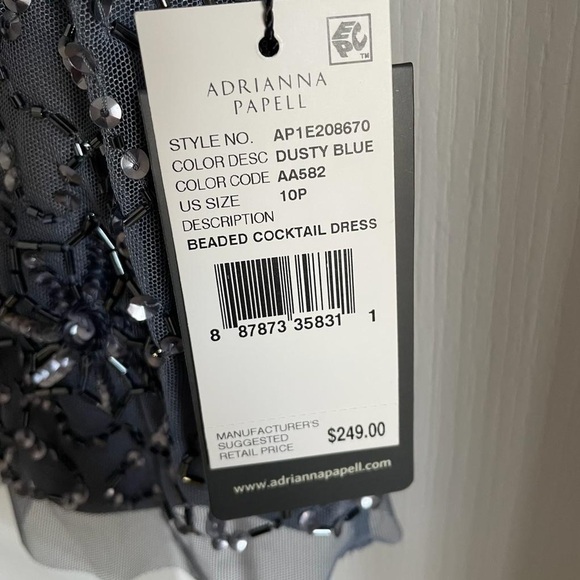 EPC™
ADRIANNA
PAPELL
STYLE NO. AP1E208670
COLOR DESC DUSTY BLUE
COLOR CODE AA582
US SIZE 10P
DESCRIPTION
BEADED COCKTAIL DRESS
8 87873 35831 1
MANUFACTURER'S
SUGGESTED
RETAIL PRICE $249.00
www.adriannapapell.com